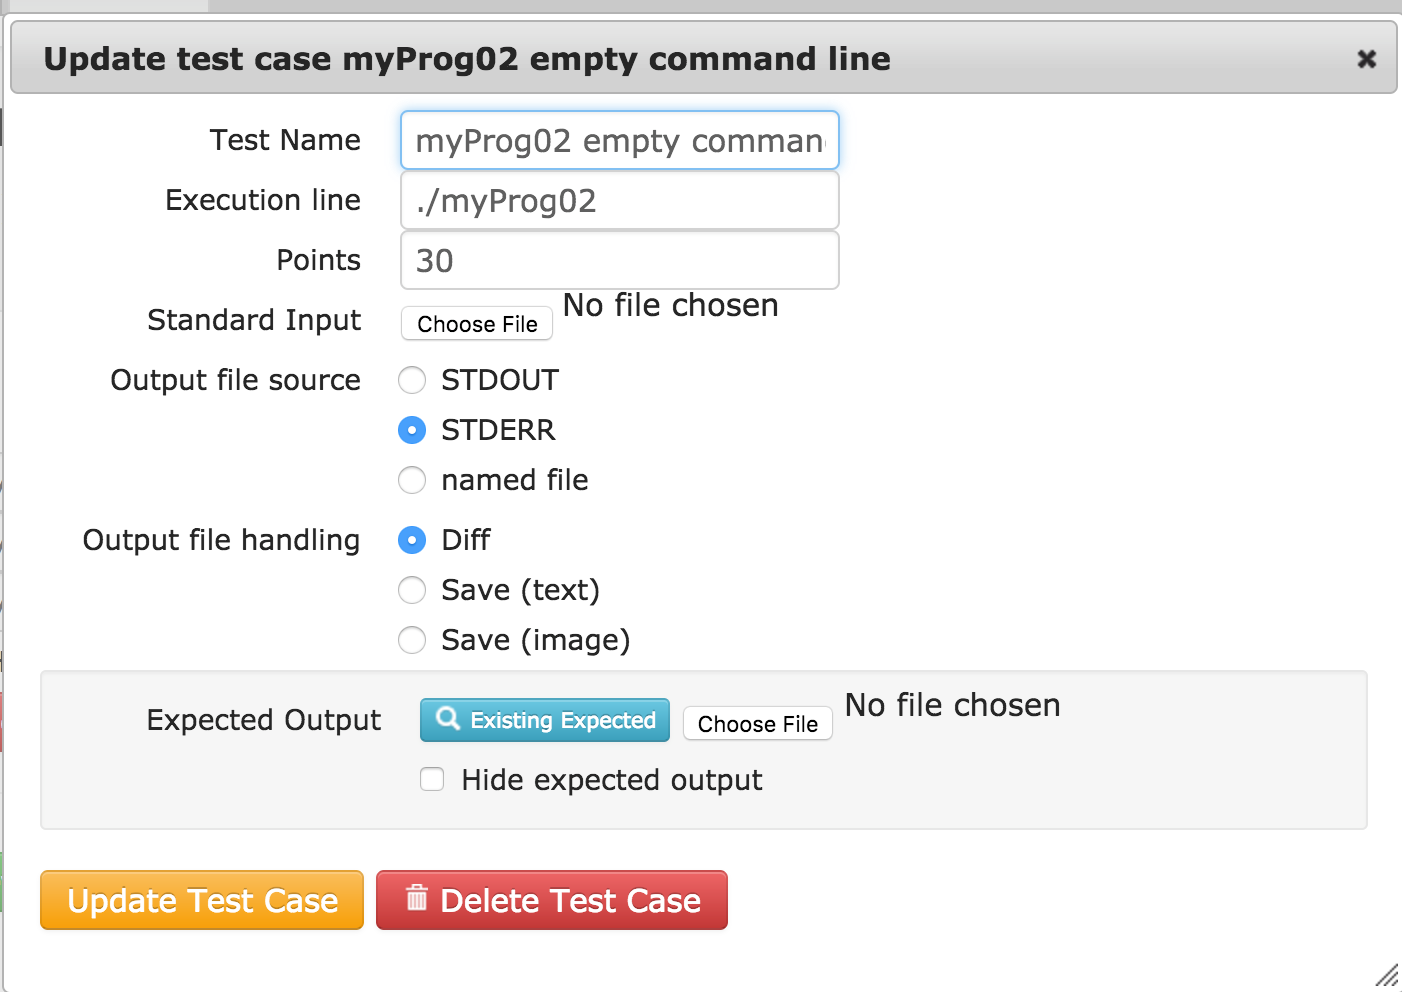 Update test case myProg02 empty command line
Test Name myProg02 empty comman
Execution line ./myProg02
Points 30
Standard Input Choose File No file chosen
Output file source STDOUT
STDERR
named file
Output file handling Diff
Save (text)
Save (image)
Expected Output Existing Expected Choose File No file chosen
Hide expected output
Update Test Case Delete Test Case